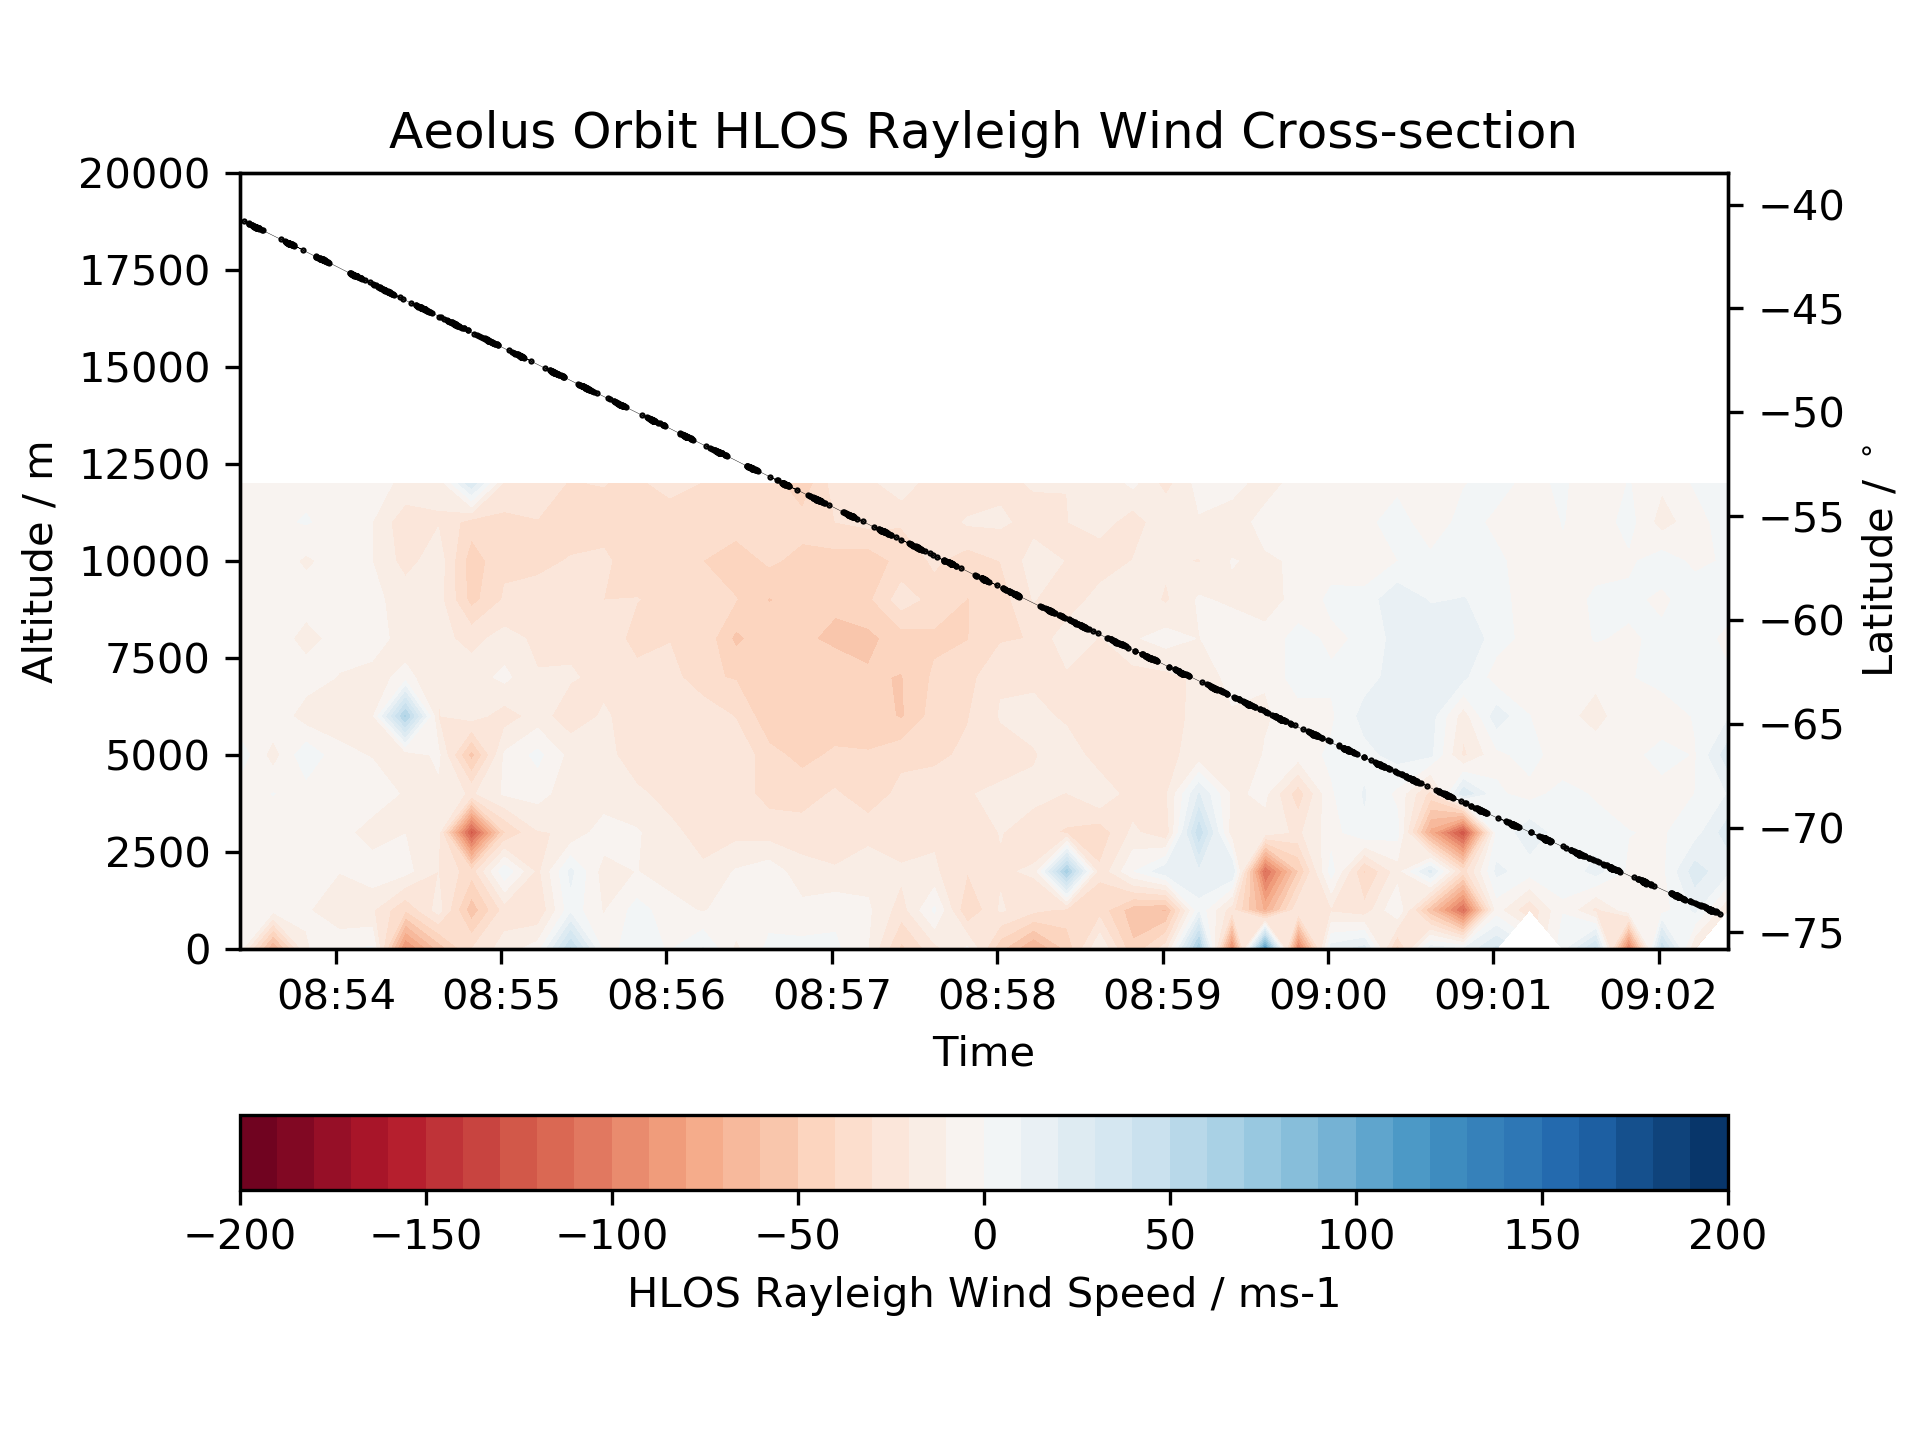 Aeolus Orbit HLOS Rayleigh Wind Cross-section
20000
17500
15000
12500
10000
7500
5000
2500
0
Altitude / m
−40
−45
−50
−55
−60
−65
−70
−75
Latitude / °
08:54 08:55 08:56 08:57 08:58 08:59 09:00 09:01 09:02
Time
−200 −150 −100 −50 0 50 100 150 200
HLOS Rayleigh Wind Speed / ms-1